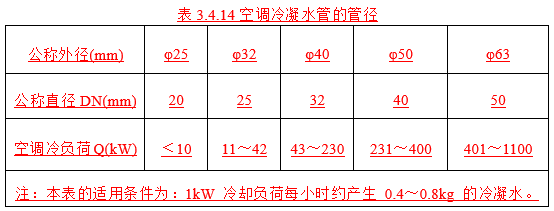 表 3.4.14 空调冷凝水管的管径
公称外径(mm) φ25 φ32 φ40 φ50 φ63
公称直径 DN(mm) 20 25 32 40 50
空调冷负荷 Q(kW) ＜10 11～42 43～230 231～400 401～1100
注：本表的适用条件为：1kW 冷却负荷每小时约产生 0.4～0.8kg 的冷凝水。